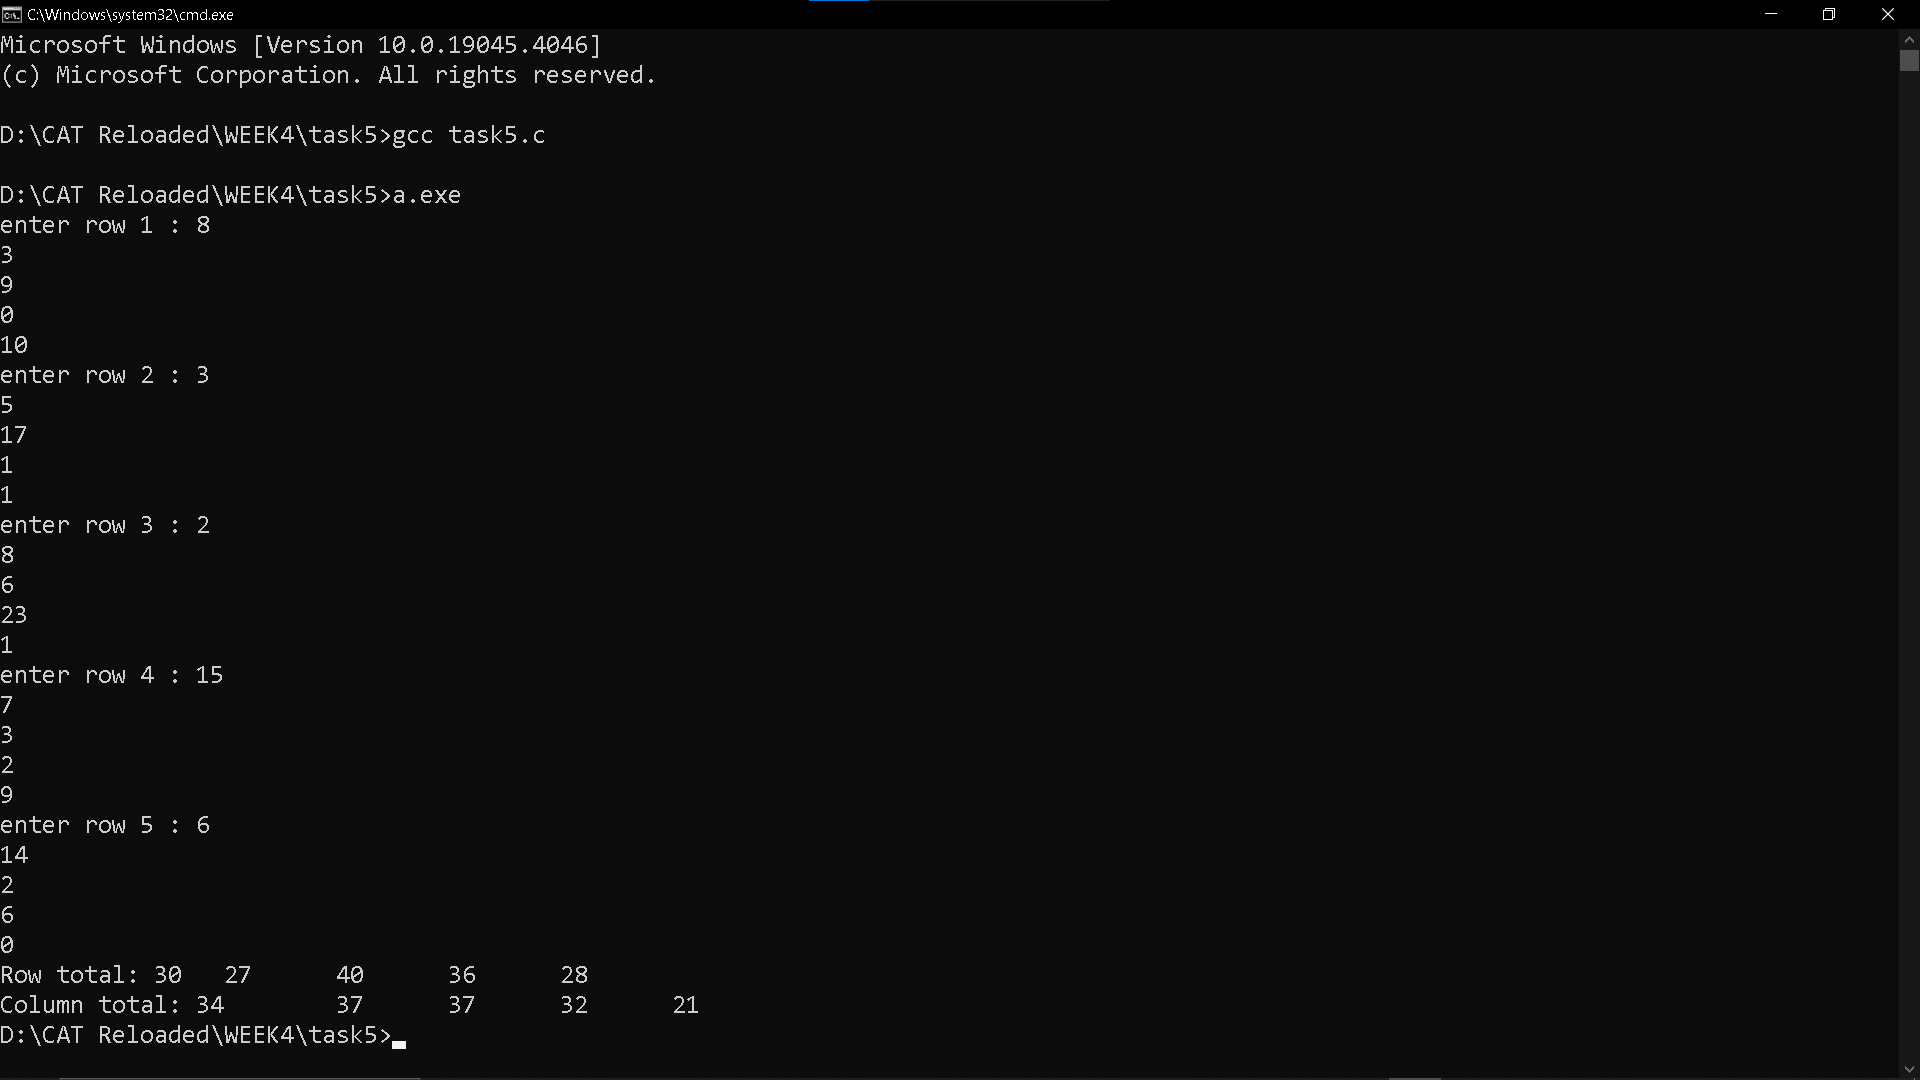 C:\Windows\system32\cmd.exe
Microsoft Windows [Version 10.0.19045.4046]
(c) Microsoft Corporation. All rights reserved.
D:\CAT Reloaded\WEEK4\task5>gcc task5.c
D:\CAT Reloaded\WEEK4\task5>a.exe
enter row 1 : 8
3
9
0
10
enter row 2 : 3
5
17
1
1
enter row 3 : 2
8
6
23
1
enter row 4 : 15
7
3
2
9
enter row 5 : 6
14
2
6
0
Row total: 30 27 40 36 28
Column total: 34 37 37 32 21
D:\CAT Reloaded\WEEK4\task5>